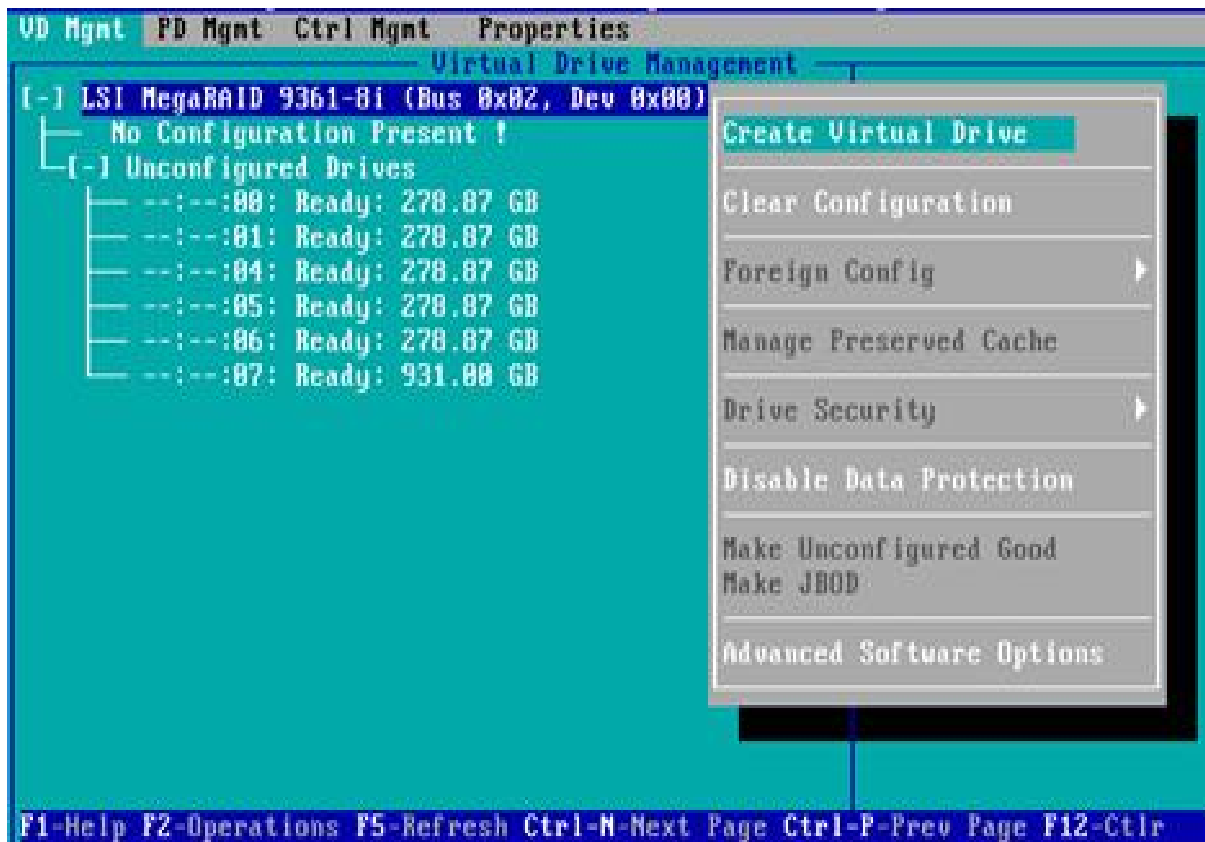 VD Mgmt PD Mgmt Ctrl Mgmt Properties
Virtual Drive Management
[-] LSI MegaRAID 9361-8i (Bus 0x02, Dev 0x00)
No Configuration Present !
[-] Unconfigured Drives
--:--:00: Ready: 278.87 GB
--:--:01: Ready: 278.87 GB
--:--:04: Ready: 278.87 GB
--:--:05: Ready: 278.87 GB
--:--:06: Ready: 278.87 GB
--:--:07: Ready: 931.00 GB
Create Virtual Drive
Clear Configuration
Foreign Config
Manage Preserved Cache
Drive Security
Disable Data Protection
Make Unconfigured Good
Make JBOD
Advanced Software Options
F1-Help F2-Operations F5-Refresh Ctrl-N-Next Page Ctrl-P-Prev Page F12-Ctlr